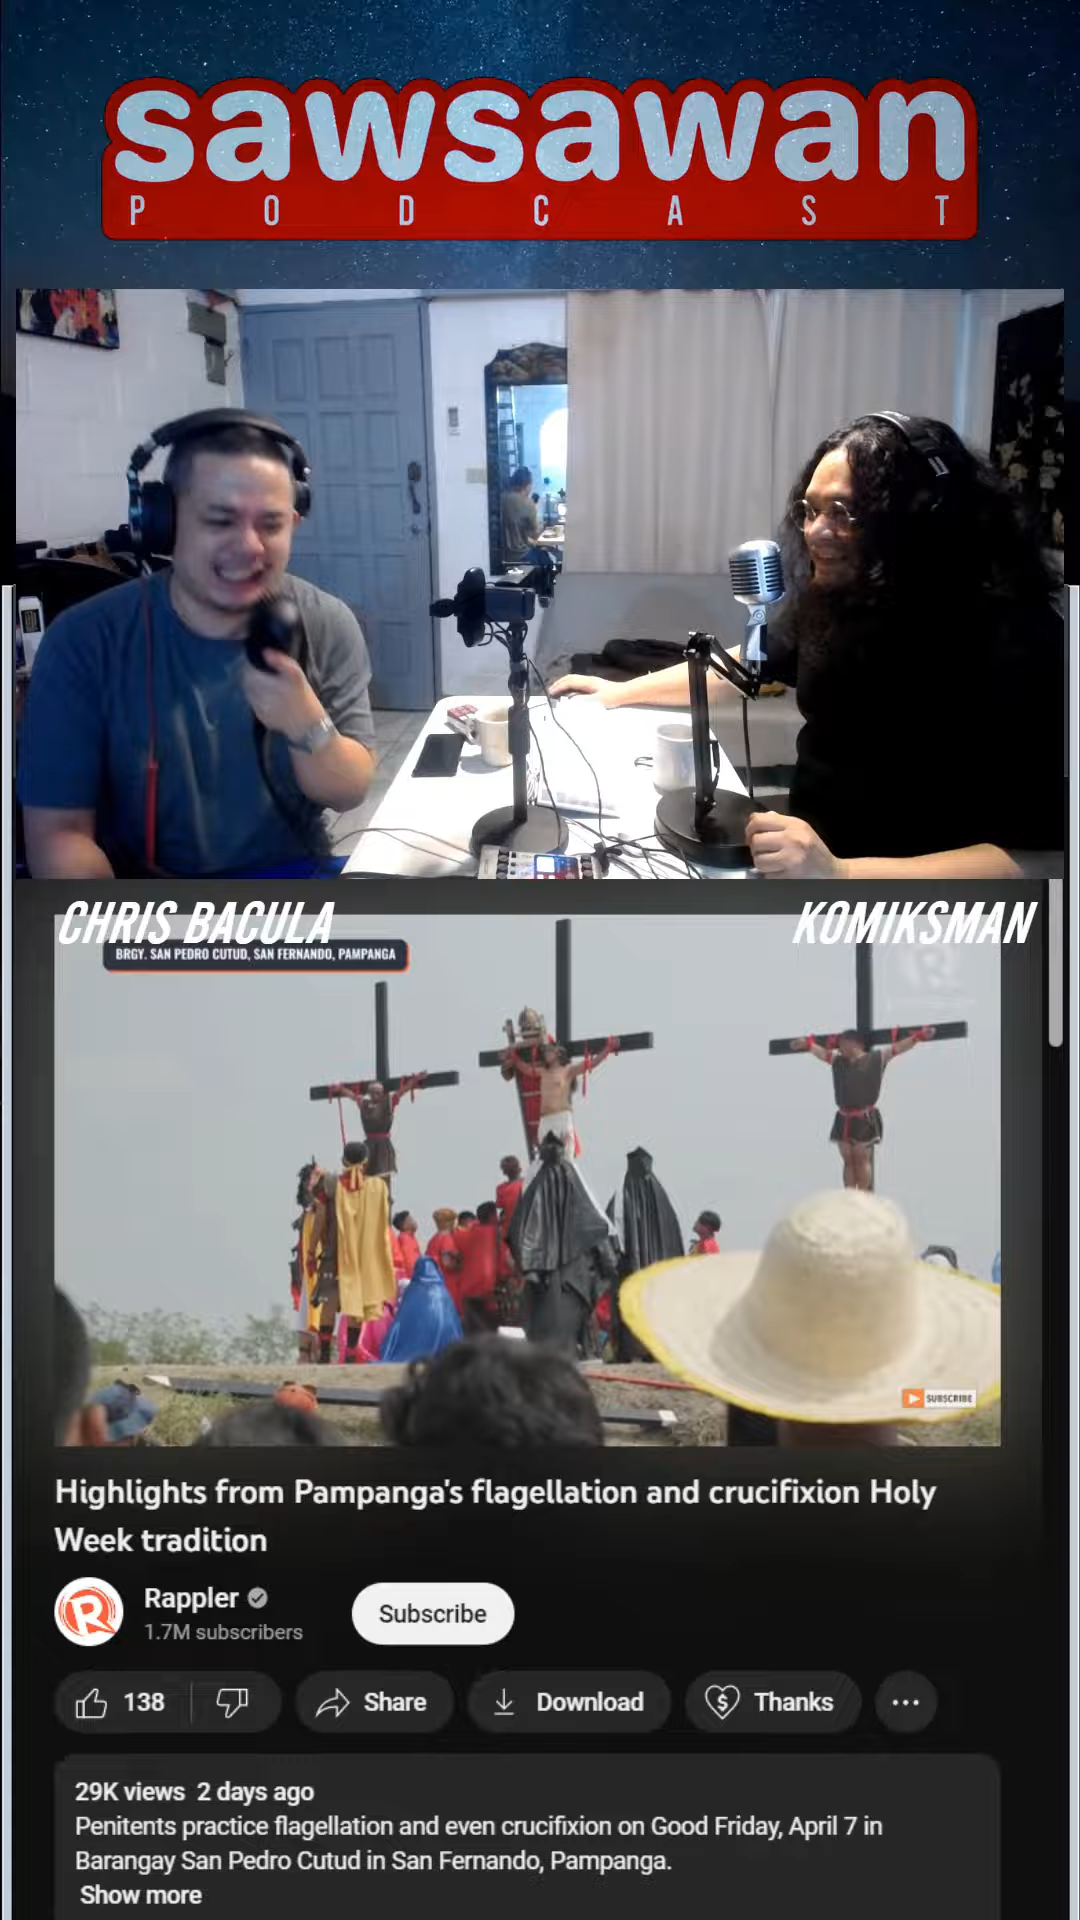 sawsawan
PODCAST
CHRIS BACULA
KOMIKSMAN
BRGY. SAN PEDRO CUTUD, SAN FERNANDO, PAMPANGA
SUBSCRIBE
Highlights from Pampanga's flagellation and crucifixion Holy
Week tradition
Rappler
1.7M subscribers
Subscribe
138
Share
Download
Thanks
29K views 2 days ago
Penitents practice flagellation and even crucifixion on Good Friday, April 7 in
Barangay San Pedro Cutud in San Fernando, Pampanga.
Show more